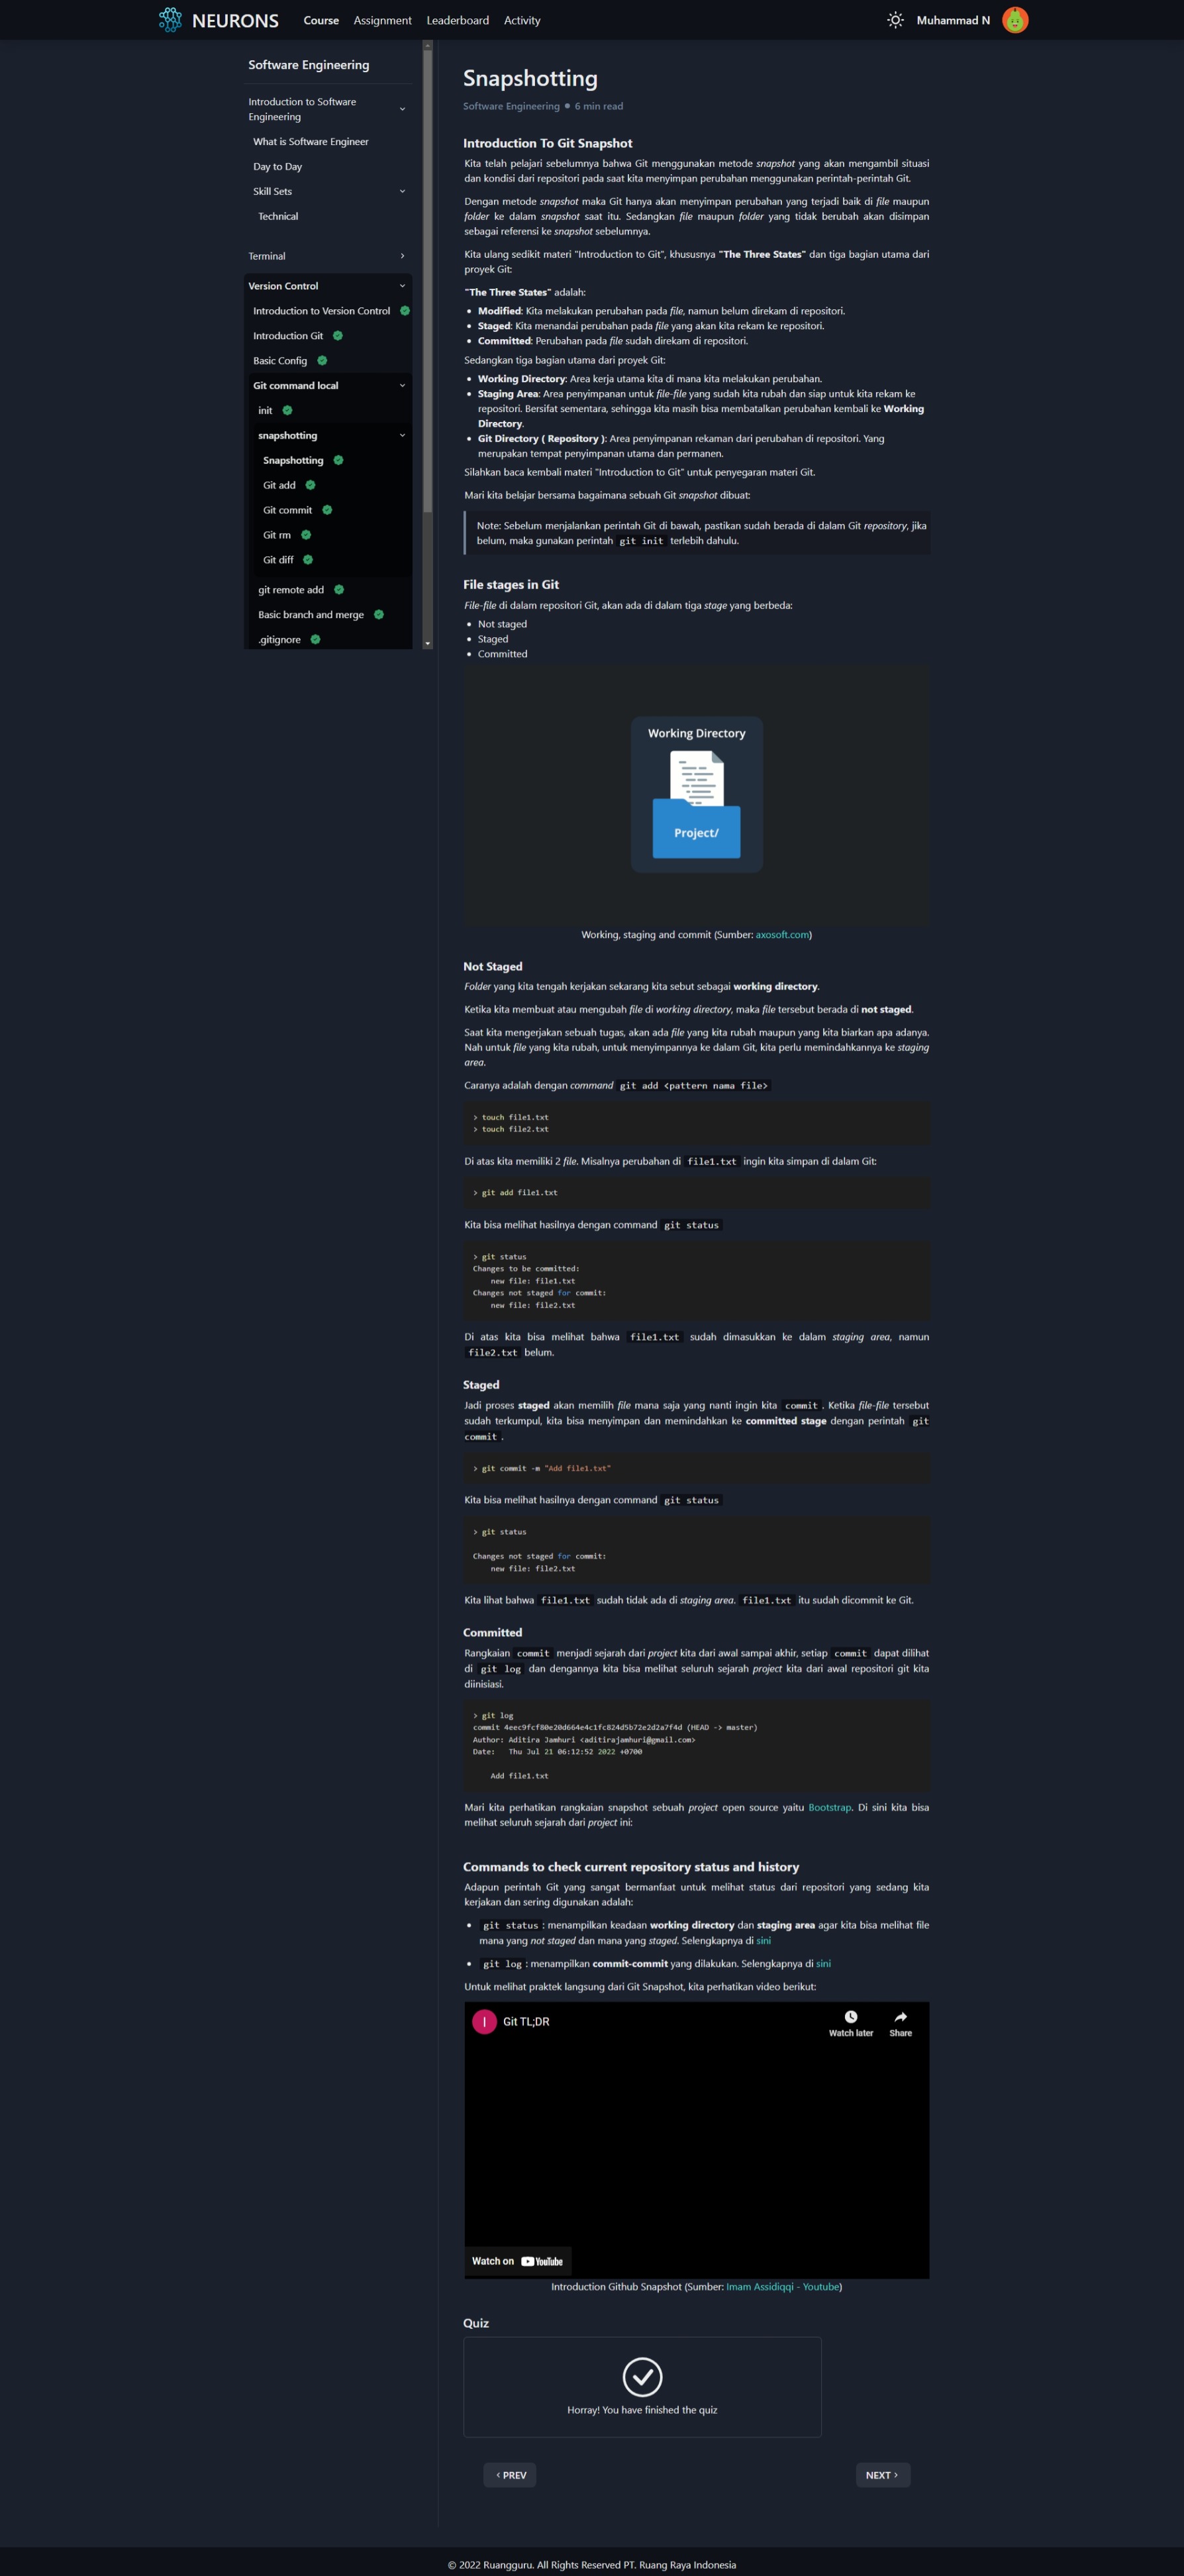 NEURONS
Course
Assignment
Leaderboard
Activity
Muhammad N
Software Engineering
Introduction to Software
Engineering
What is Software Engineer
Day to Day
Skill Sets
Technical
Terminal
Version Control
Introduction to Version Control
Introduction Git
Basic Config
Git command local
init
snapshotting
Snapshotting
Git add
Git commit
Git rm
Git diff
git remote add
Basic branch and merge
.gitignore
Snapshotting
Software Engineering ● 6 min read
Introduction To Git Snapshot
Kita telah pelajari sebelumnya bahwa Git menggunakan metode snapshot yang akan mengambil situasi
dan kondisi dari repositori pada saat kita menyimpan perubahan menggunakan perintah-perintah Git.
Dengan metode snapshot maka Git hanya akan menyimpan perubahan yang terjadi baik di file maupun
folder ke dalam snapshot saat itu. Sedangkan file maupun folder yang tidak berubah akan disimpan
sebagai referensi ke snapshot sebelumnya.
Kita ulang sedikit materi "Introduction to Git", khususnya "The Three States" dan tiga bagian utama dari
proyek Git:
"The Three States" adalah:
• Modified: Kita melakukan perubahan pada file, namun belum direkam di repositori.
• Staged: Kita menandai perubahan pada file yang akan kita rekam ke repositori.
• Committed: Perubahan pada file sudah direkam di repositori.
Sedangkan tiga bagian utama dari proyek Git:
• Working Directory: Area kerja utama kita di mana kita melakukan perubahan.
• Staging Area: Area penyimpanan untuk file-file yang sudah kita rubah dan siap untuk kita rekam ke
repositori. Bersifat sementara, sehingga kita masih bisa membatalkan perubahan kembali ke Working
Directory.
• Git Directory ( Repository ): Area penyimpanan rekaman dari perubahan di repositori. Yang
merupakan tempat penyimpanan utama dan permanen.
Silahkan baca kembali materi "Introduction to Git" untuk penyegaran materi Git.
Mari kita belajar bersama bagaimana sebuah Git snapshot dibuat:
Note: Sebelum menjalankan perintah Git di bawah, pastikan sudah berada di dalam Git repository, jika
belum, maka gunakan perintah git init terlebih dahulu.
File stages in Git
File-file di dalam repositori Git, akan ada di dalam tiga stage yang berbeda:
• Not staged
• Staged
• Committed
Working Directory
Project/
Working, staging and commit (Sumber: axosoft.com)
Not Staged
Folder yang kita tengah kerjakan sekarang kita sebut sebagai working directory.
Ketika kita membuat atau mengubah file di working directory, maka file tersebut berada di not staged.
Saat kita mengerjakan sebuah tugas, akan ada file yang kita rubah maupun yang kita biarkan apa adanya.
Nah untuk file yang kita rubah, untuk menyimpannya ke dalam Git, kita perlu memindahkannya ke staging
area.
Caranya adalah dengan command git add <pattern nama file>
> touch file1.txt
> touch file2.txt
Di atas kita memiliki 2 file. Misalnya perubahan di file1.txt ingin kita simpan di dalam Git:
> git add file1.txt
Kita bisa melihat hasilnya dengan command git status
> git status
Changes to be committed:
new file: file1.txt
Changes not staged for commit:
new file: file2.txt
Di atas kita bisa melihat bahwa file1.txt sudah dimasukkan ke dalam staging area, namun
file2.txt belum.
Staged
Jadi proses staged akan memilih file mana saja yang nanti ingin kita commit . Ketika file-file tersebut
sudah terkumpul, kita bisa menyimpan dan memindahkan ke committed stage dengan perintah git
commit .
> git commit -m "Add file1.txt"
Kita bisa melihat hasilnya dengan command git status
> git status
Changes not staged for commit:
new file: file2.txt
Kita lihat bahwa file1.txt sudah tidak ada di staging area. file1.txt itu sudah dicommit ke Git.
Committed
Rangkaian commit menjadi sejarah dari project kita dari awal sampai akhir, setiap commit dapat dilihat
di git log dan dengannya kita bisa melihat seluruh sejarah project kita dari awal repositori git kita
diinisiasi.
> git log
commit 4eec9fcf80e20d664e4c1fc824d5b72e2d2a7f4d (HEAD -> master)
Author: Aditira Jamhuri <aditirajamhuri@gmail.com>
Date: Thu Jul 21 06:12:52 2022 +0700
Add file1.txt
Mari kita perhatikan rangkaian snapshot sebuah project open source yaitu Bootstrap. Di sini kita bisa
melihat seluruh sejarah dari project ini:
Commands to check current repository status and history
Adapun perintah Git yang sangat bermanfaat untuk melihat status dari repositori yang sedang kita
kerjakan dan sering digunakan adalah:
• git status : menampilkan keadaan working directory dan staging area agar kita bisa melihat file
mana yang not staged dan mana yang staged. Selengkapnya di sini
• git log : menampilkan commit-commit yang dilakukan. Selengkapnya di sini
Untuk melihat praktek langsung dari Git Snapshot, kita perhatikan video berikut:
I
Git TL;DR
Watch later
Share
Watch on YouTube
Introduction Github Snapshot (Sumber: Imam Assidiqqi - Youtube)
Quiz
Horray! You have finished the quiz
‹ PREV
NEXT ›
© 2022 Ruangguru. All Rights Reserved PT. Ruang Raya Indonesia